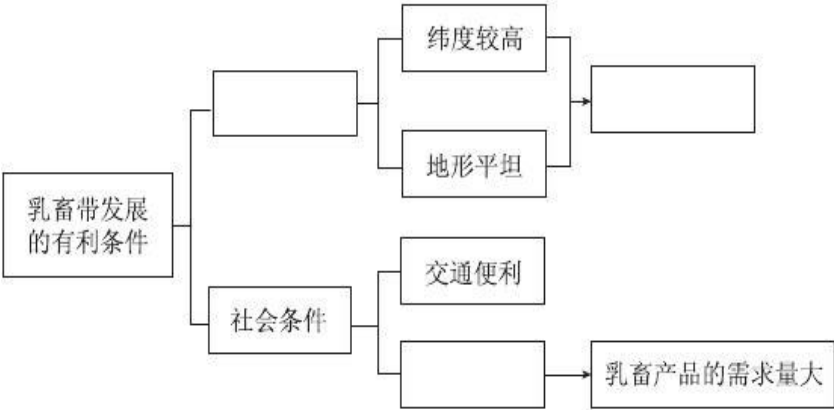 纬度较高
地形平坦
乳畜带发展
的有利条件
交通便利
社会条件
乳畜产品的需求量大